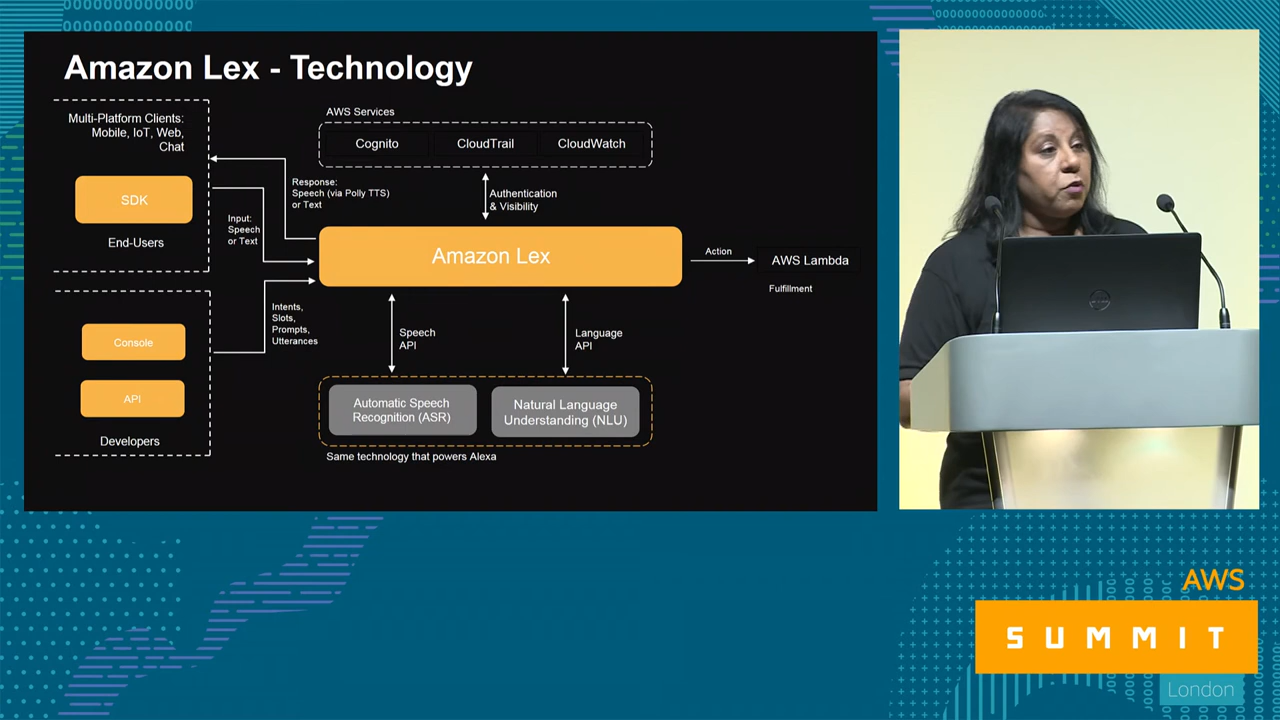 Amazon Lex - Technology
Multi-Platform Clients:
Mobile, IoT, Web,
Chat
SDK
End-Users
Console
API
Developers
Response:
Speech (via Polly TTS)
or Text
Input:
Speech
or Text
Intents,
Slots,
Prompts,
Utterances
AWS Services
Cognito
CloudTrail
CloudWatch
Authentication
& Visibility
Amazon Lex
Action
AWS Lambda
Fulfillment
Speech
API
Language
API
Automatic Speech
Recognition (ASR)
Natural Language
Understanding (NLU)
Same technology that powers Alexa
AWS
SUMMIT
London